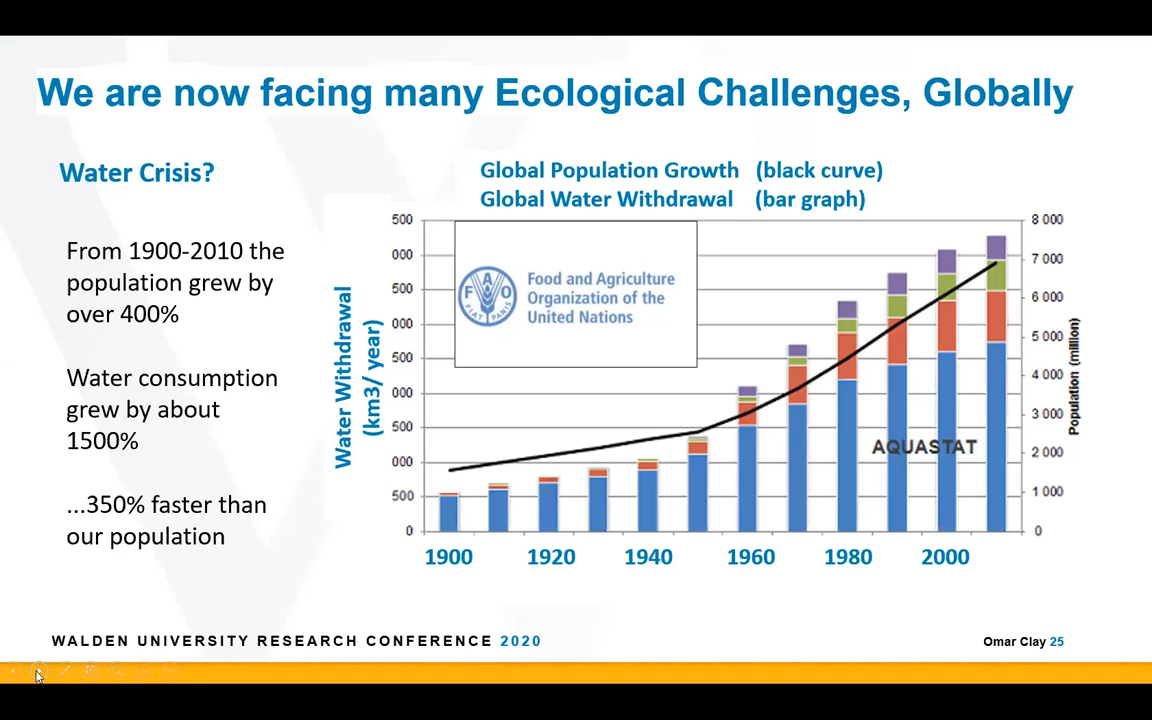 We are now facing many Ecological Challenges, Globally
Water Crisis?
From 1900-2010 the
population grew by
over 400%
Water consumption
grew by about
1500%
...350% faster than
our population
Global Population Growth (black curve)
Global Water Withdrawal (bar graph)
Water Withdrawal
(km3/ year)
500
000
500
000
500
000
500
000
500
0
F A O
FIAT PANIS
Food and Agriculture
Organization of the
United Nations
AQUASTAT
8 000
7 000
6 000
5 000
4 000
3 000
2 000
1 000
0
Population (million)
1900 1920 1940 1960 1980 2000
WALDEN UNIVERSITY RESEARCH CONFERENCE 2020
Omar Clay 25